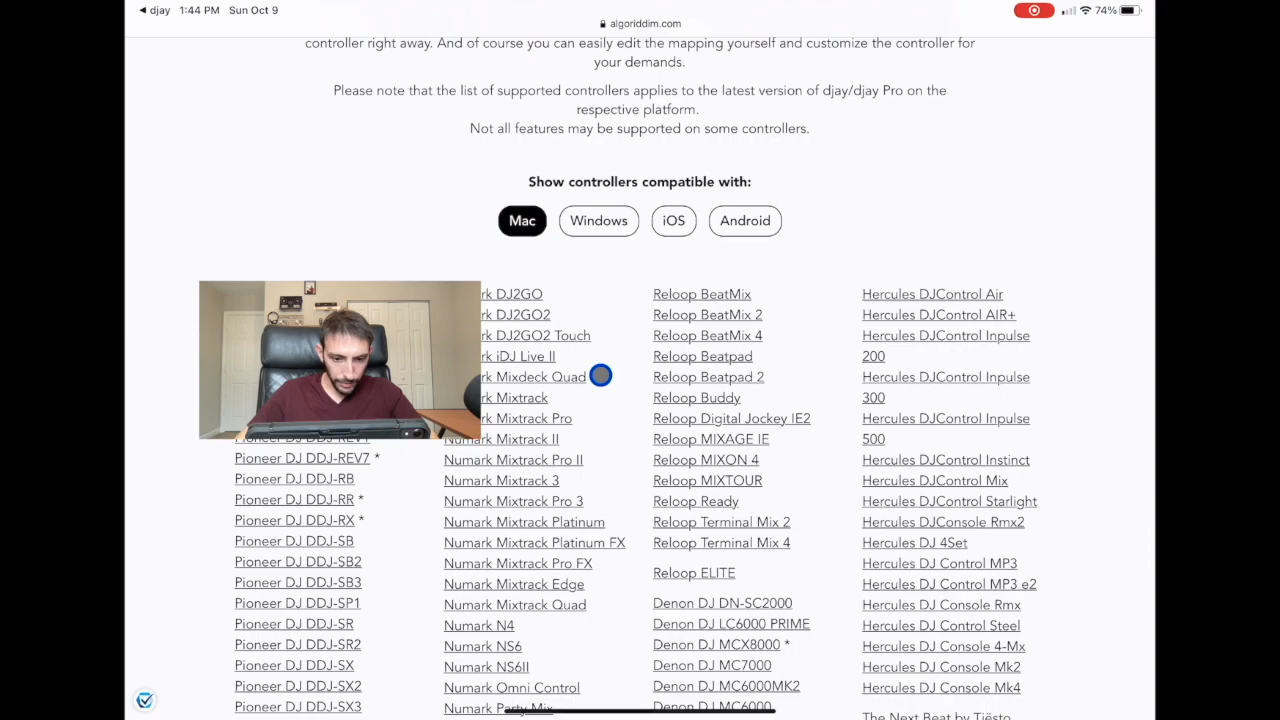 djay 1:44 PM Sun Oct 9
74%
algoriddim.com
controller right away. And of course you can easily edit the mapping yourself and customize the controller for
your demands.
Please note that the list of supported controllers applies to the latest version of djay/djay Pro on the
respective platform.
Not all features may be supported on some controllers.
Show controllers compatible with:
Mac
Windows
iOS
Android
Pioneer DJ DDJ-REV1
Pioneer DJ DDJ-REV7 *
Pioneer DJ DDJ-RB
Pioneer DJ DDJ-RR *
Pioneer DJ DDJ-RX *
Pioneer DJ DDJ-SB
Pioneer DJ DDJ-SB2
Pioneer DJ DDJ-SB3
Pioneer DJ DDJ-SP1
Pioneer DJ DDJ-SR
Pioneer DJ DDJ-SR2
Pioneer DJ DDJ-SX
Pioneer DJ DDJ-SX2
Pioneer DJ DDJ-SX3
rk DJ2GO
rk DJ2GO2
rk DJ2GO2 Touch
rk iDJ Live II
rk Mixdeck Quad
rk Mixtrack
rk Mixtrack Pro
Numark Mixtrack II
Numark Mixtrack Pro II
Numark Mixtrack 3
Numark Mixtrack Pro 3
Numark Mixtrack Platinum
Numark Mixtrack Platinum FX
Numark Mixtrack Pro FX
Numark Mixtrack Edge
Numark Mixtrack Quad
Numark N4
Numark NS6
Numark NS6II
Numark Omni Control
Numark Party Mix
Reloop BeatMix
Reloop BeatMix 2
Reloop BeatMix 4
Reloop Beatpad
Reloop Beatpad 2
Reloop Buddy
Reloop Digital Jockey IE2
Reloop MIXAGE IE
Reloop MIXON 4
Reloop MIXTOUR
Reloop Ready
Reloop Terminal Mix 2
Reloop Terminal Mix 4
Reloop ELITE
Denon DJ DN-SC2000
Denon DJ LC6000 PRIME
Denon DJ MCX8000 *
Denon DJ MC7000
Denon DJ MC6000MK2
Denon DJ MC6000
Hercules DJControl Air
Hercules DJControl AIR+
Hercules DJControl Inpulse
200
Hercules DJControl Inpulse
300
Hercules DJControl Inpulse
500
Hercules DJControl Instinct
Hercules DJControl Mix
Hercules DJControl Starlight
Hercules DJConsole Rmx2
Hercules DJ 4Set
Hercules DJ Control MP3
Hercules DJ Control MP3 e2
Hercules DJ Console Rmx
Hercules DJ Control Steel
Hercules DJ Console 4-Mx
Hercules DJ Console Mk2
Hercules DJ Console Mk4
The Next Beat by Tiësto